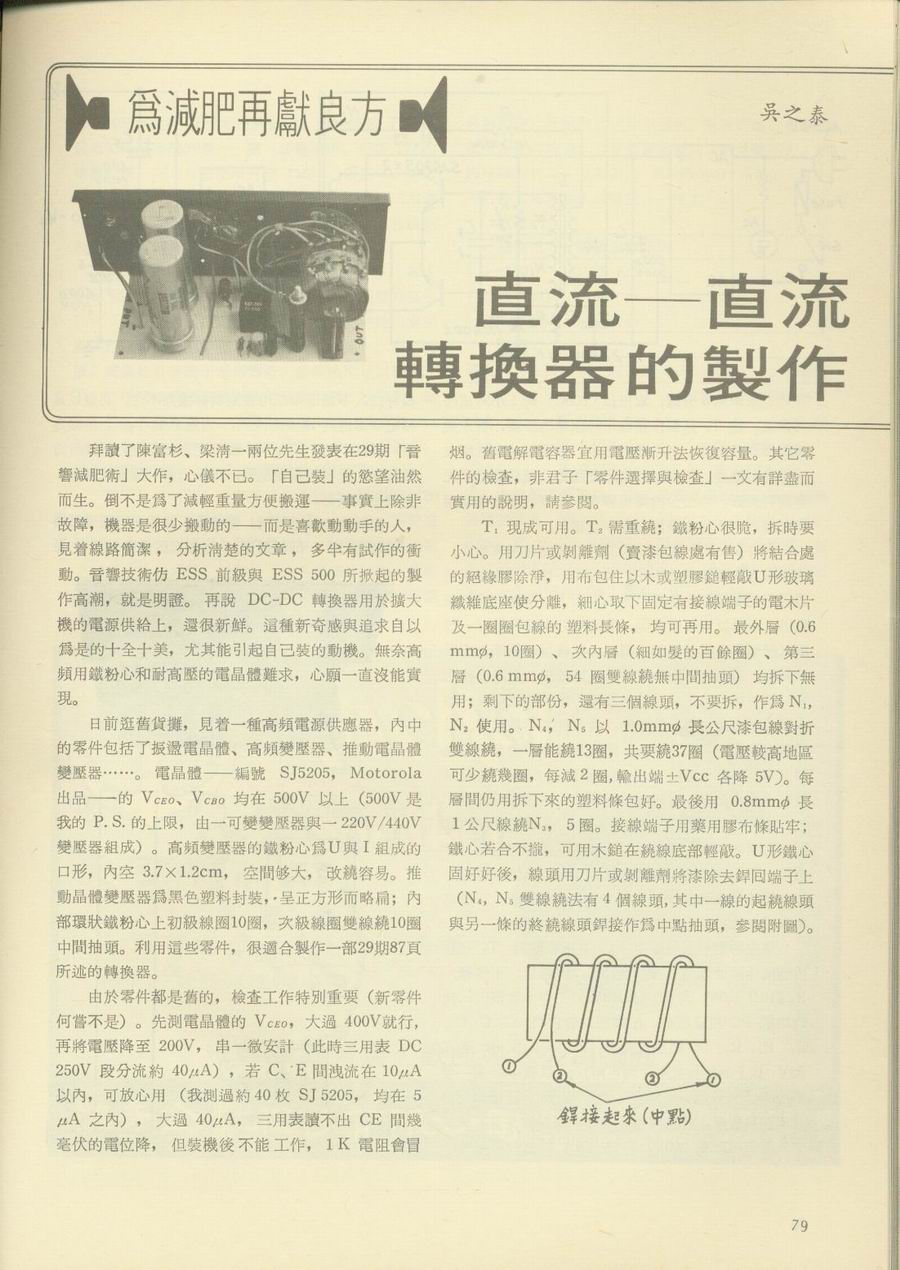 爲減肥再獻良方
吳之泰
直流—直流
轉換器的製作
OUT
拜讀了陳富杉、梁清一兩位先生發表在29期「音
響減肥術」大作，心儀不已。「自己裝」的慾望油然
而生。倒不是爲了減輕重量方便搬運——事實上除非
故障，機器是很少搬動的——而是喜歡動動手的人，
見着線路簡潔，分析淸楚的文章，多半有試作的衝
動。音響技術仿 ESS 前級與 ESS 500 所掀起的製
作高潮，就是明證。再說 DC-DC 轉換器用於擴大
機的電源供給上，還很新鮮。這種新奇感與追求自以
爲是的十全十美，尤其能引起自己裝的動機。無奈高
頻用鐵粉心和耐高壓的電晶體難求，心願一直沒能實
現。
日前逛舊貨攤，見着一種高頻電源供應器，內中
的零件包括了振盪電晶體、高頻變壓器、推動電晶體
變壓器……。電晶體——編號 SJ5205，Motorola
出品——的 VCEO、VCBO 均在 500V 以上（500V 是
我的 P.S. 的上限，由一可變變壓器與一 220V/440V
變壓器組成）。高頻變壓器的鐵粉心爲U與 I 組成的
口形，內空 3.7×1.2cm，空間够大，改繞容易。推
動晶體變壓器爲黑色塑料封裝，呈正方形而略扁；內
部環狀鐵粉心上初級線圈10圈，次級線圈雙線繞10圈
中間抽頭。利用這些零件，很適合製作一部29期87頁
所述的轉換器。
由於零件都是舊的，檢查工作特別重要（新零件
何嘗不是）。先測電晶體的 VCEO，大過 400V就行，
再將電壓降至 200V，串一微安計（此時三用表 DC
250V 段分流約 40μA），若 C、E 間洩流在 10μA
以內，可放心用（我測過約 40 枚 SJ 5205，均在 5
μA 之內），大過 40μA，三用表讀不出 CE 間幾
毫伏的電位降，但裝機後不能工作，1K 電阻會冒
烟。舊電解電容器宜用電壓漸升法恢復容量。其它零
件的檢查，非君子「零件選擇與檢查」一文有詳盡而
實用的說明，請參閱。
T₁ 現成可用。T₂ 需重繞；鐵粉心很脆，拆時要
小心。用刀片或剝離劑（賣漆包線處有售）將結合處
的絕緣膠除淨，用布包住以木或塑膠鎚輕敲U形玻璃
纖維底座使分離，細心取下固定有接線端子的電木片
及一圈圈包線的塑料長條，均可再用。最外層（0.6
mmø，10圈）、次內層（細如髮的百餘圈）、第三
層（0.6 mmø，54 圈雙線繞無中間抽頭）均拆下無
用；剩下的部份，還有三個線頭，不要拆，作爲 N₁,
N₂ 使用。N₄, N₅ 以 1.0mmø 長公尺漆包線對折
雙線繞，一層能繞13圈，共要繞37圈（電壓較高地區
可少繞幾圈，每減 2 圈,輸出端±Vcc 各降 5V）。每
層間仍用拆下來的塑料條包好。最後用 0.8mmø 長
1 公尺線繞N₃，5 圈。接線端子用藥用膠布條貼牢；
鐵心若合不攏，可用木鎚在繞線底部輕敲。U形鐵心
固好好後，線頭用刀片或剝離劑將漆除去銲回端子上
（N₄, N₅ 雙線繞法有 4 個線頭,其中一線的起繞線頭
與另一條的終繞線頭銲接作爲中點抽頭，參閱附圖）。
① ② ② ①
銲接起來(中點)
79